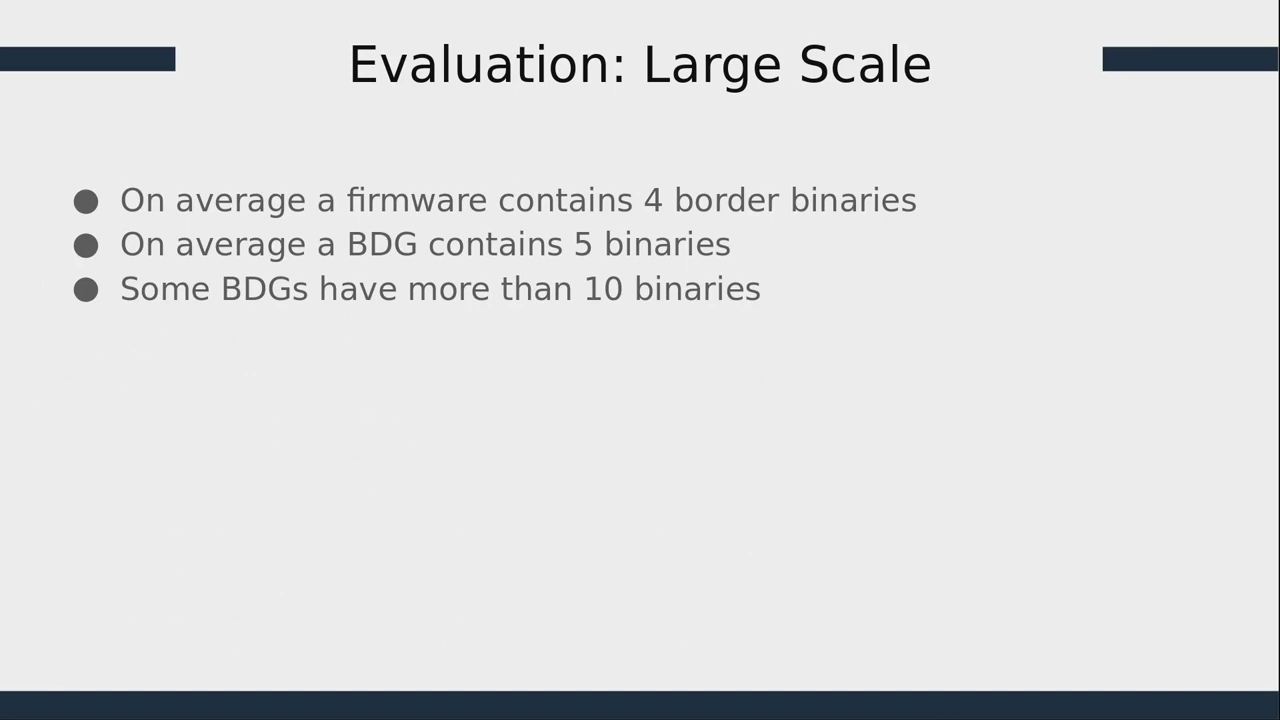 Evaluation: Large Scale
● On average a firmware contains 4 border binaries
● On average a BDG contains 5 binaries
● Some BDGs have more than 10 binaries